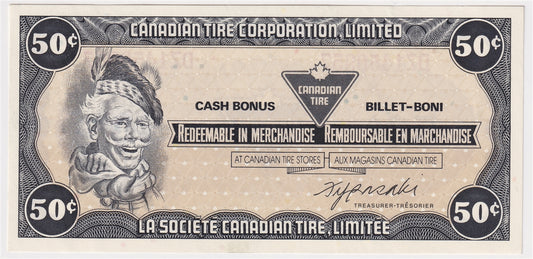 50¢ CANADIAN TIRE CORPORATION, LIMITED 50¢
CANADIAN
TIRE
CASH BONUS BILLET-BONI
REDEEMABLE IN MERCHANDISE REMBOURSABLE EN MARCHANDISE
AT CANADIAN TIRE STORES AUX MAGASINS CANADIAN TIRE
TREASURER-TRÉSORIER
50¢ LA SOCIÉTÉ CANADIAN TIRE, LIMITÉE 50¢